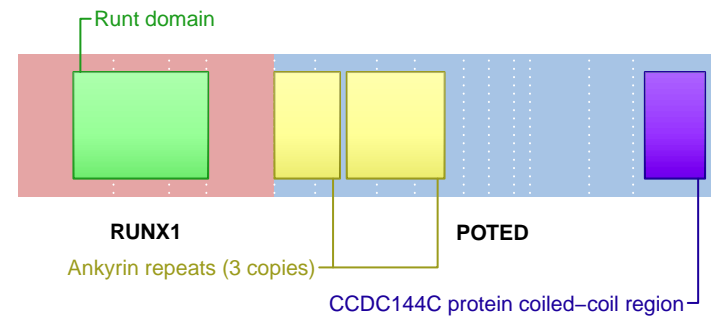 Runt domain
RUNX1
POTED
Ankyrin repeats (3 copies)
CCDC144C protein coiled−coil region